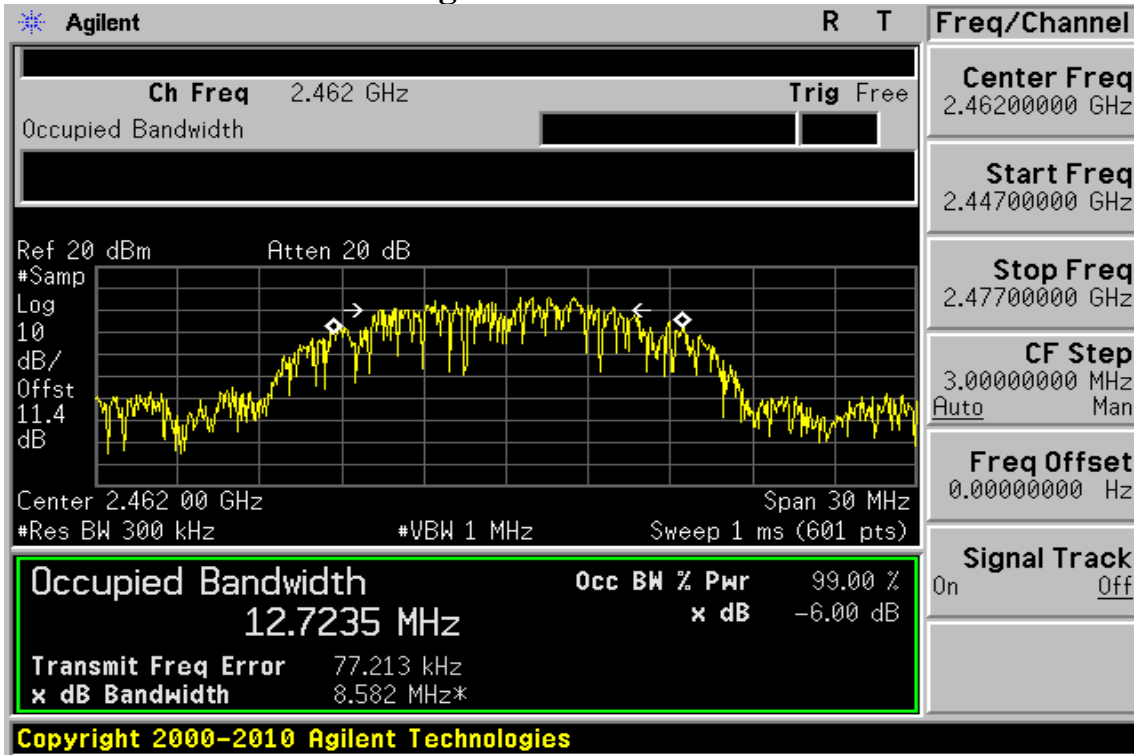 Agilent R T
Ch Freq 2.462 GHz Trig Free
Occupied Bandwidth
Ref 20 dBm Atten 20 dB
#Samp
Log
10
dB/
Offst
11.4
dB
Center 2.462 00 GHz Span 30 MHz
#Res BW 300 kHz #VBW 1 MHz Sweep 1 ms (601 pts)
Occupied Bandwidth
12.7235 MHz
Occ BW % Pwr 99.00 %
x dB -6.00 dB
Transmit Freq Error 77.213 kHz
x dB Bandwidth 8.582 MHz*
Copyright 2000-2010 Agilent Technologies
Freq/Channel
Center Freq
2.46200000 GHz
Start Freq
2.44700000 GHz
Stop Freq
2.47700000 GHz
CF Step
3.00000000 MHz
Auto Man
Freq Offset
0.00000000 Hz
Signal Track
On Off